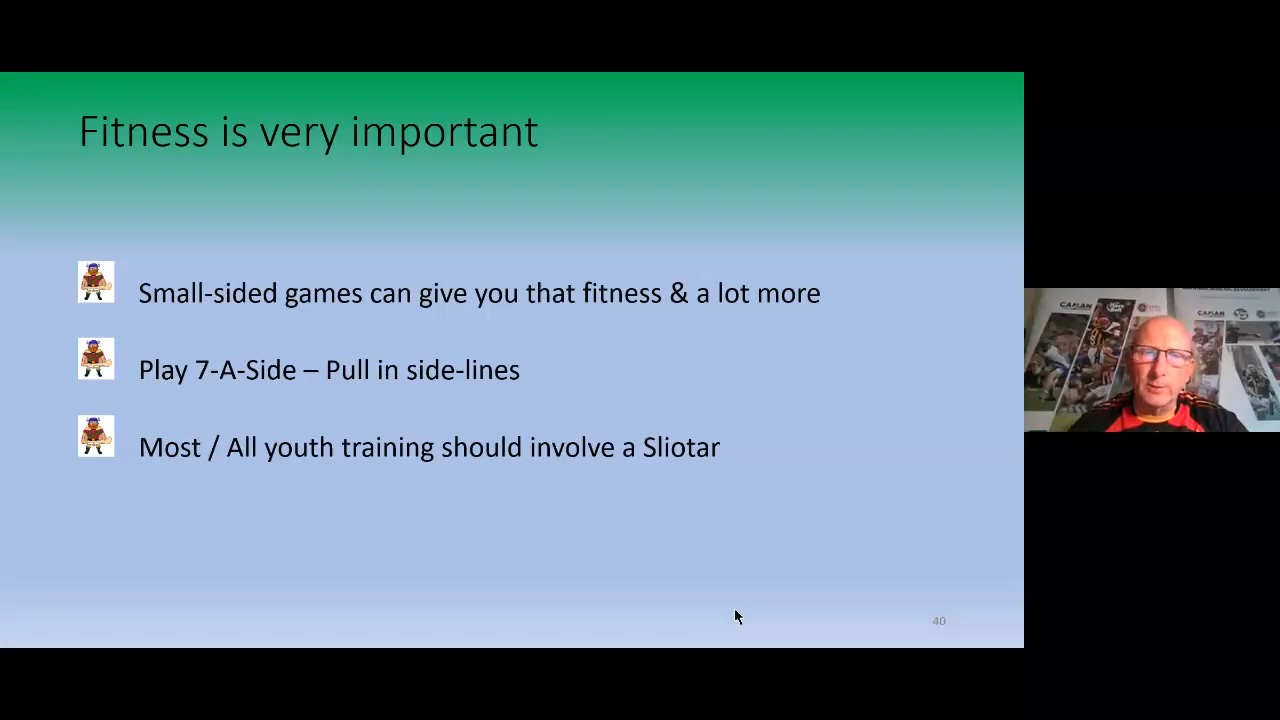 Fitness is very important
Small-sided games can give you that fitness & a lot more
Play 7-A-Side – Pull in side-lines
Most / All youth training should involve a Sliotar
40